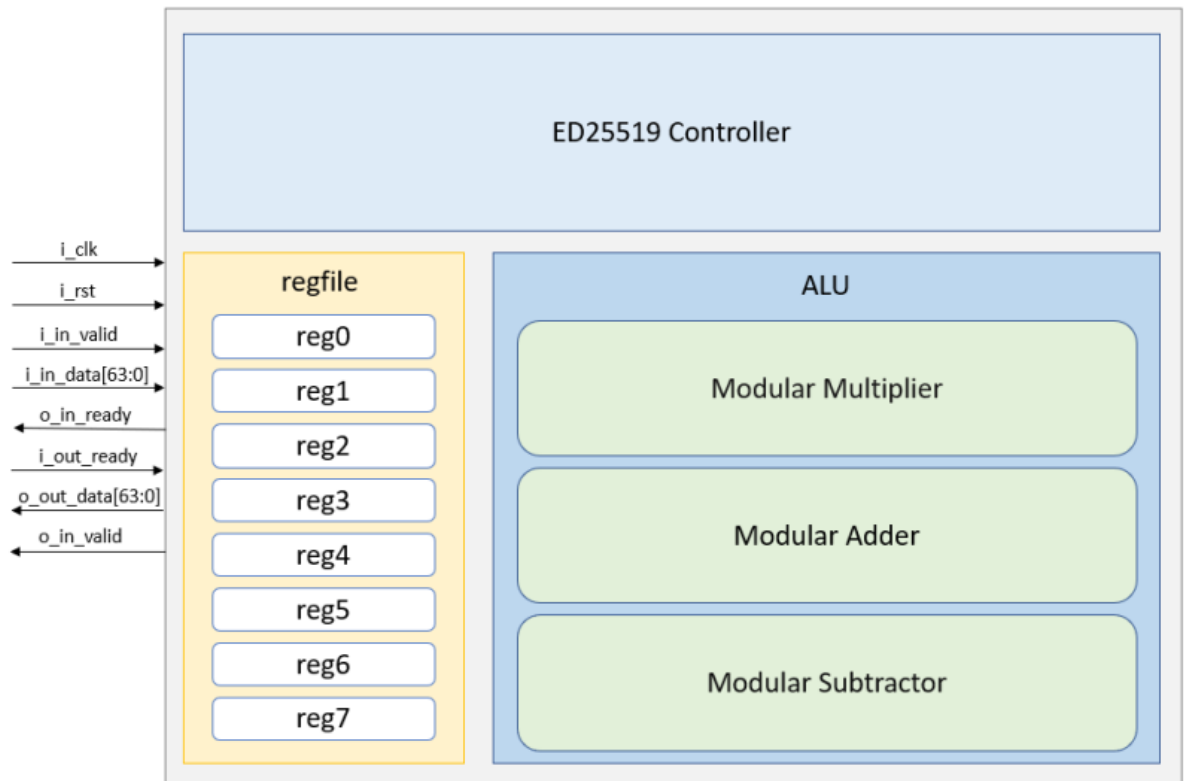 ED25519 Controller
i_clk
i_rst
i_in_valid
i_in_data[63:0]
o_in_ready
i_out_ready
o_out_data[63:0]
o_in_valid
regfile
reg0
reg1
reg2
reg3
reg4
reg5
reg6
reg7
ALU
Modular Multiplier
Modular Adder
Modular Subtractor